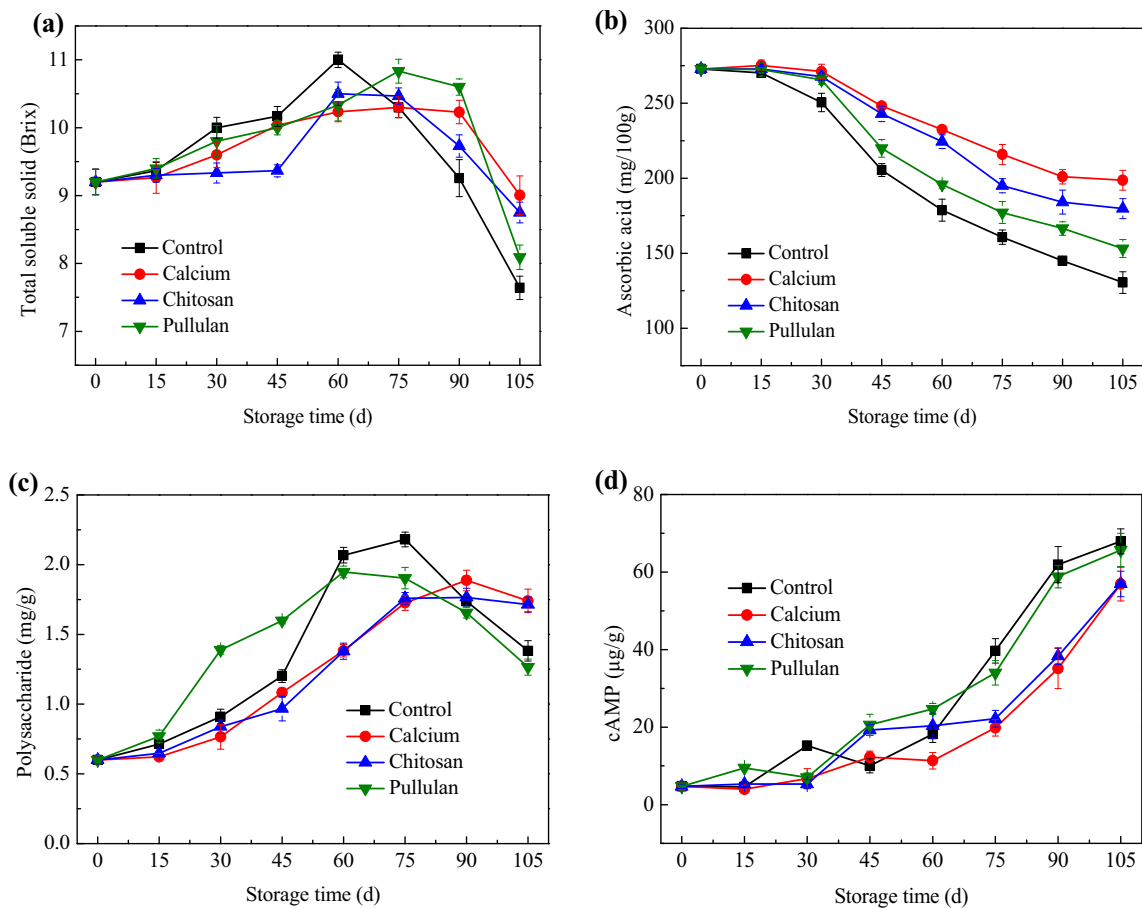 (a)
Total soluble solid (Brix)
11
10
9
8
7
Control
Calcium
Chitosan
Pullulan
0 15 30 45 60 75 90 105
Storage time (d)
(b)
Ascorbic acid (mg/100g)
300
250
200
150
100
Control
Calcium
Chitosan
Pullulan
0 15 30 45 60 75 90 105
Storage time (d)
(c)
Polysaccharide (mg/g)
2.5
2.0
1.5
1.0
0.5
0.0
Control
Calcium
Chitosan
Pullulan
0 15 30 45 60 75 90 105
Storage time (d)
(d)
cAMP (μg/g)
80
60
40
20
0
Control
Calcium
Chitosan
Pullulan
0 15 30 45 60 75 90 105
Storage time (d)